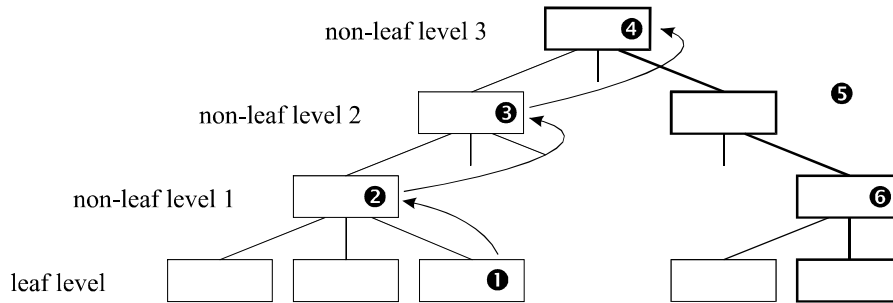 non-leaf level 3 ❹
non-leaf level 2 ❸ ❺
non-leaf level 1 ❷ ❻
leaf level ❶